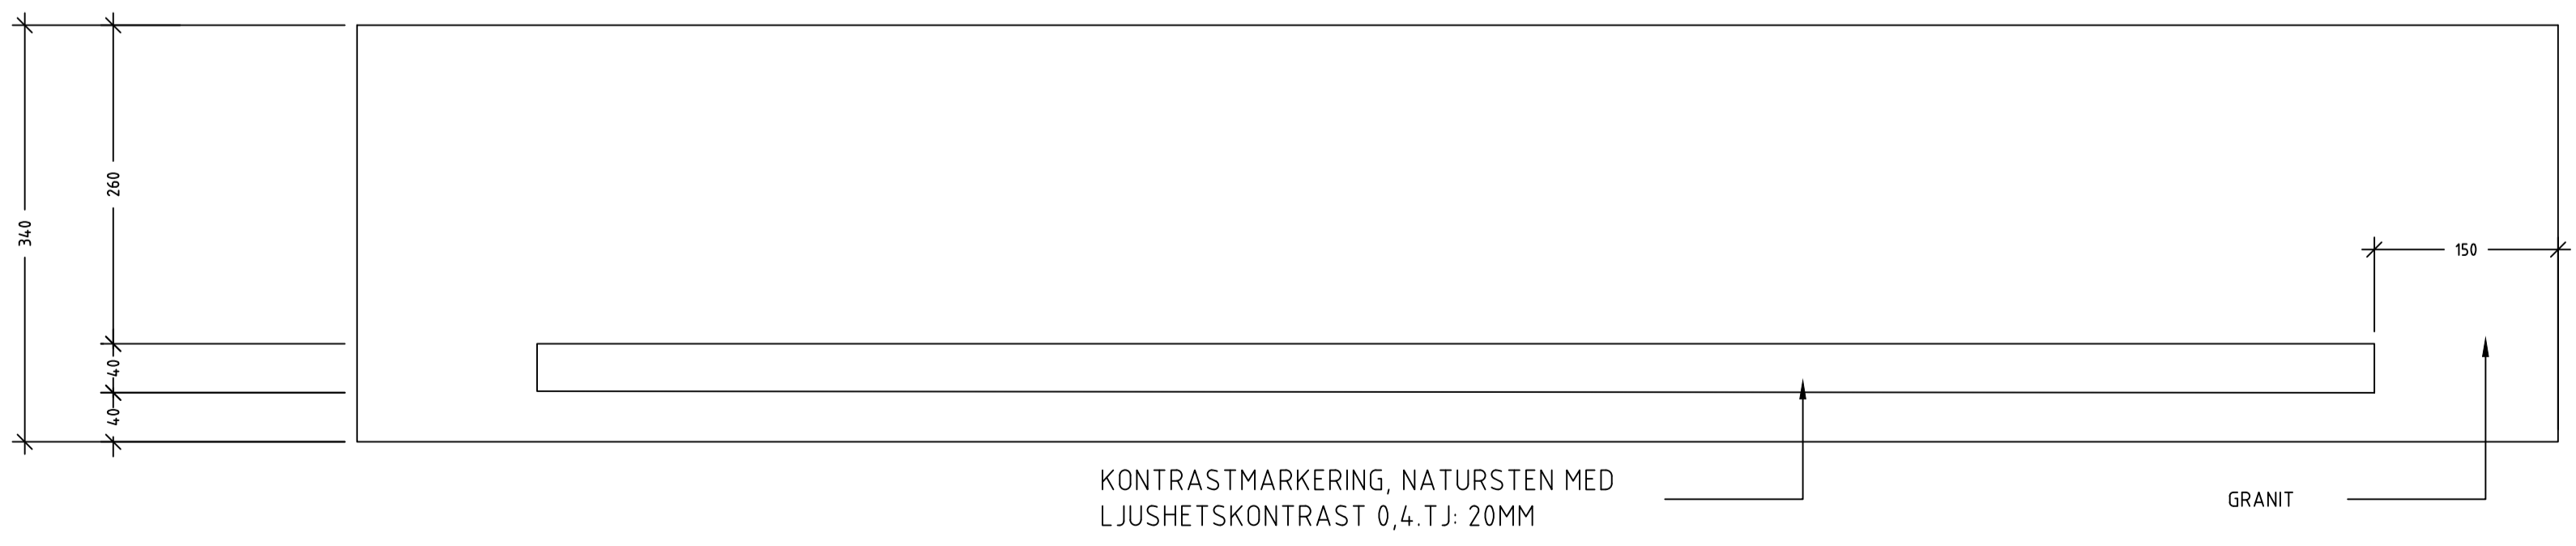 260
340
150
40
40
KONTRASTMARKERING, NATURSTEN MED
LJUSHETSKONTRAST 0,4.TJ: 20MM
GRANIT